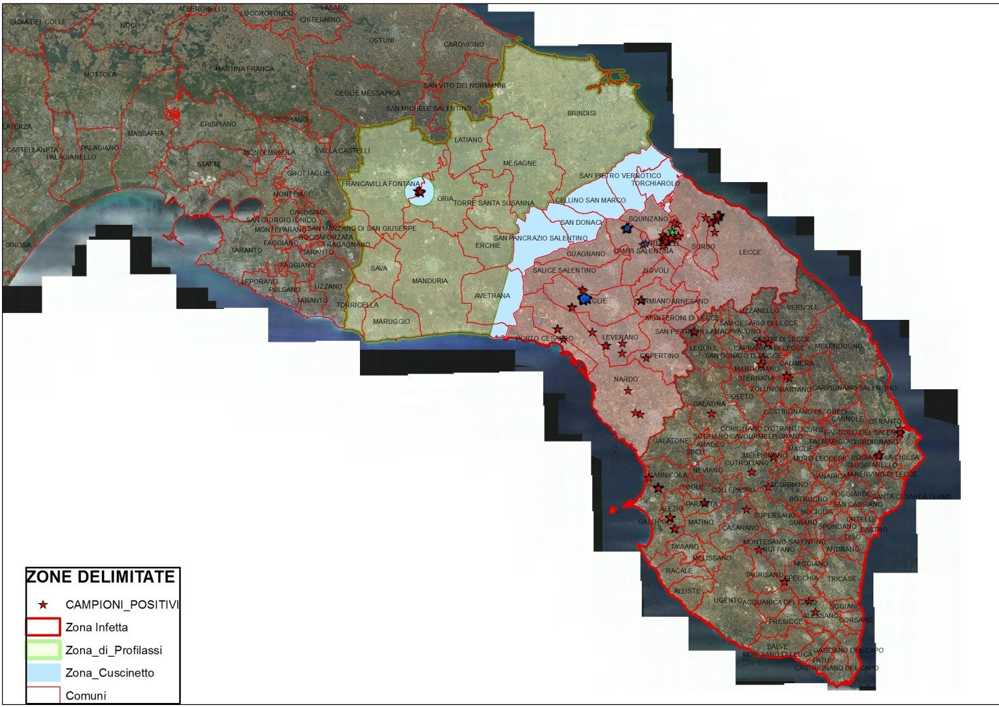 ALBEROBELLO
LOCOROTONDO
FASANO
CISTERNINO
GIOIA DEL COLLE
NOCI
OSTUNI
CAROVIGNO
MOTTOLA
MARTINA FRANCA
CEGLIE MESSAPICA
SAN VITO DEI NORMANNI
SAN MICHELE SALENTINO
BRINDISI
LATERZA
MASSAFRA
CRISPIANO
CRISPIANO
LATIANO
CASTELLANETA
PALAGIANO
PALAGIANELLO
MONTEMESOLA
VILLA CASTELLI
STATTE
GROTTAGLIE
MESAGNE
FRANCAVILLA FONTANA
SAN PIETRO VERNOTICO
TORCHIAROLO
MONTEIASI
ORIA
TORRE SANTA SUSANNA
CELLINO SAN MARCO
CAROSINO
SAN GIORGIO IONICO
MONTEPARANO
SAN MARZANO DI SAN GIUSEPPE
SAN DONACI
SQUINZANO
ROCCAFORZATA
FAGGIANO
FRAGAGNANO
SAN PANCRAZIO SALENTINO
GINOSA
TARANTO
TARANTO
ERCHIE
GUAGNANO
CAMPI SALENTINA
SURBO
LECCE
FAGGIANO
SAVA
SALICE SALENTINO
NOVOLI
LEPORANO
PULSANO
LIZZANO
MANDURIA
AVETRANA
TARANTO
TORRICELLA
ARNESANO
MARUGGIO
MONTERONI DI LECCE
LIZZANELLO
VERNOLE
SAN CESARIO DI LECCE
PORTO CESAREO
LEVERANO
CAVALLINO
CASTRI DI LECCE
COPERTINO
LEQUILE
CAPRARICA DI LECCE
MELENDUGNO
SAN DONATO DI LECCE
MARTIGNANO
CALIMERA
NARDO'
STERNATIA
ZOLLINO
MARTANO
CARPIGNANO SALENTINO
SOLETO
GALATINA
CASTRIGNANO DE' GRECI
CANNOLE
OTRANTO
CORIGLIANO D'OTRANTO
CURSI
BAGNOLO DEL SALENTO
GALATONE
SOGLIANO CAVOUR
MELPIGNANO
PALMARIGGI
GIURDIGNANO
ARADEO
SECLI'
MAGLIE
MELPIGNANO
MURO LECCESE
UGGIANO LA CHIESA
CUTROFIANO
GIUGGIANELLO
SANNICOLA
NEVIANO
SANARICA
MINERVINO DI LECCE
TUGLIE
COLLEPASSO
SCORRANO
POGGIARDO
SANTA CESAREA TERME
BOTRUGNO
SAN CASSIANO
ALEZIO
PARABITA
NOCIGLIA
SUPERSANO
ORTELLE
GALLIPOLI
MATINO
SURANO
SPONGANO
CASTRO
CASARANO
DISO
TAVIANO
MONTESANO SALENTINO
RUFFANO
ANDRANO
MELISSANO
MIGGIANO
RACALE
TAURISANO
SPECCHIA
TRICASE
ALLISTE
UGENTO
ACQUARICA DEL CAPO
TIGGIANO
ALESSANO
PRESICCE
CORSANO
SALVE
GAGLIANO DEL CAPO
MORCIANO DI LEUCA
PATU'
CASTRIGNANO DEL CAPO
ZONE DELIMITATE
CAMPIONI_POSITIVI
Zona Infetta
Zona_di_Profilassi
Zona_Cuscinetto
Comuni